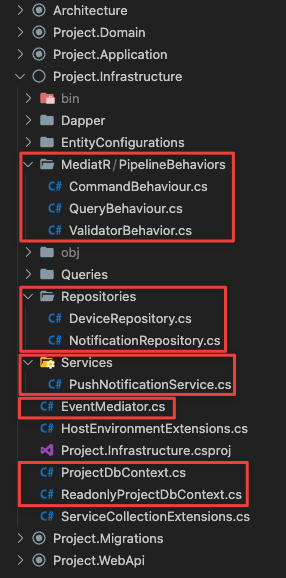 Architecture
Project.Domain
Project.Application
Project.Infrastructure
bin
Dapper
EntityConfigurations
MediatR/PipelineBehaviors
C# CommandBehaviour.cs
C# QueryBehaviour.cs
C# ValidatorBehavior.cs
obj
Queries
Repositories
C# DeviceRepository.cs
C# NotificationRepository.cs
Services
C# PushNotificationService.cs
C# EventMediator.cs
C# HostEnvironmentExtensions.cs
Project.Infrastructure.csproj
C# ProjectDbContext.cs
C# ReadonlyProjectDbContext.cs
C# ServiceCollectionExtensions.cs
Project.Migrations
Project.WebApi